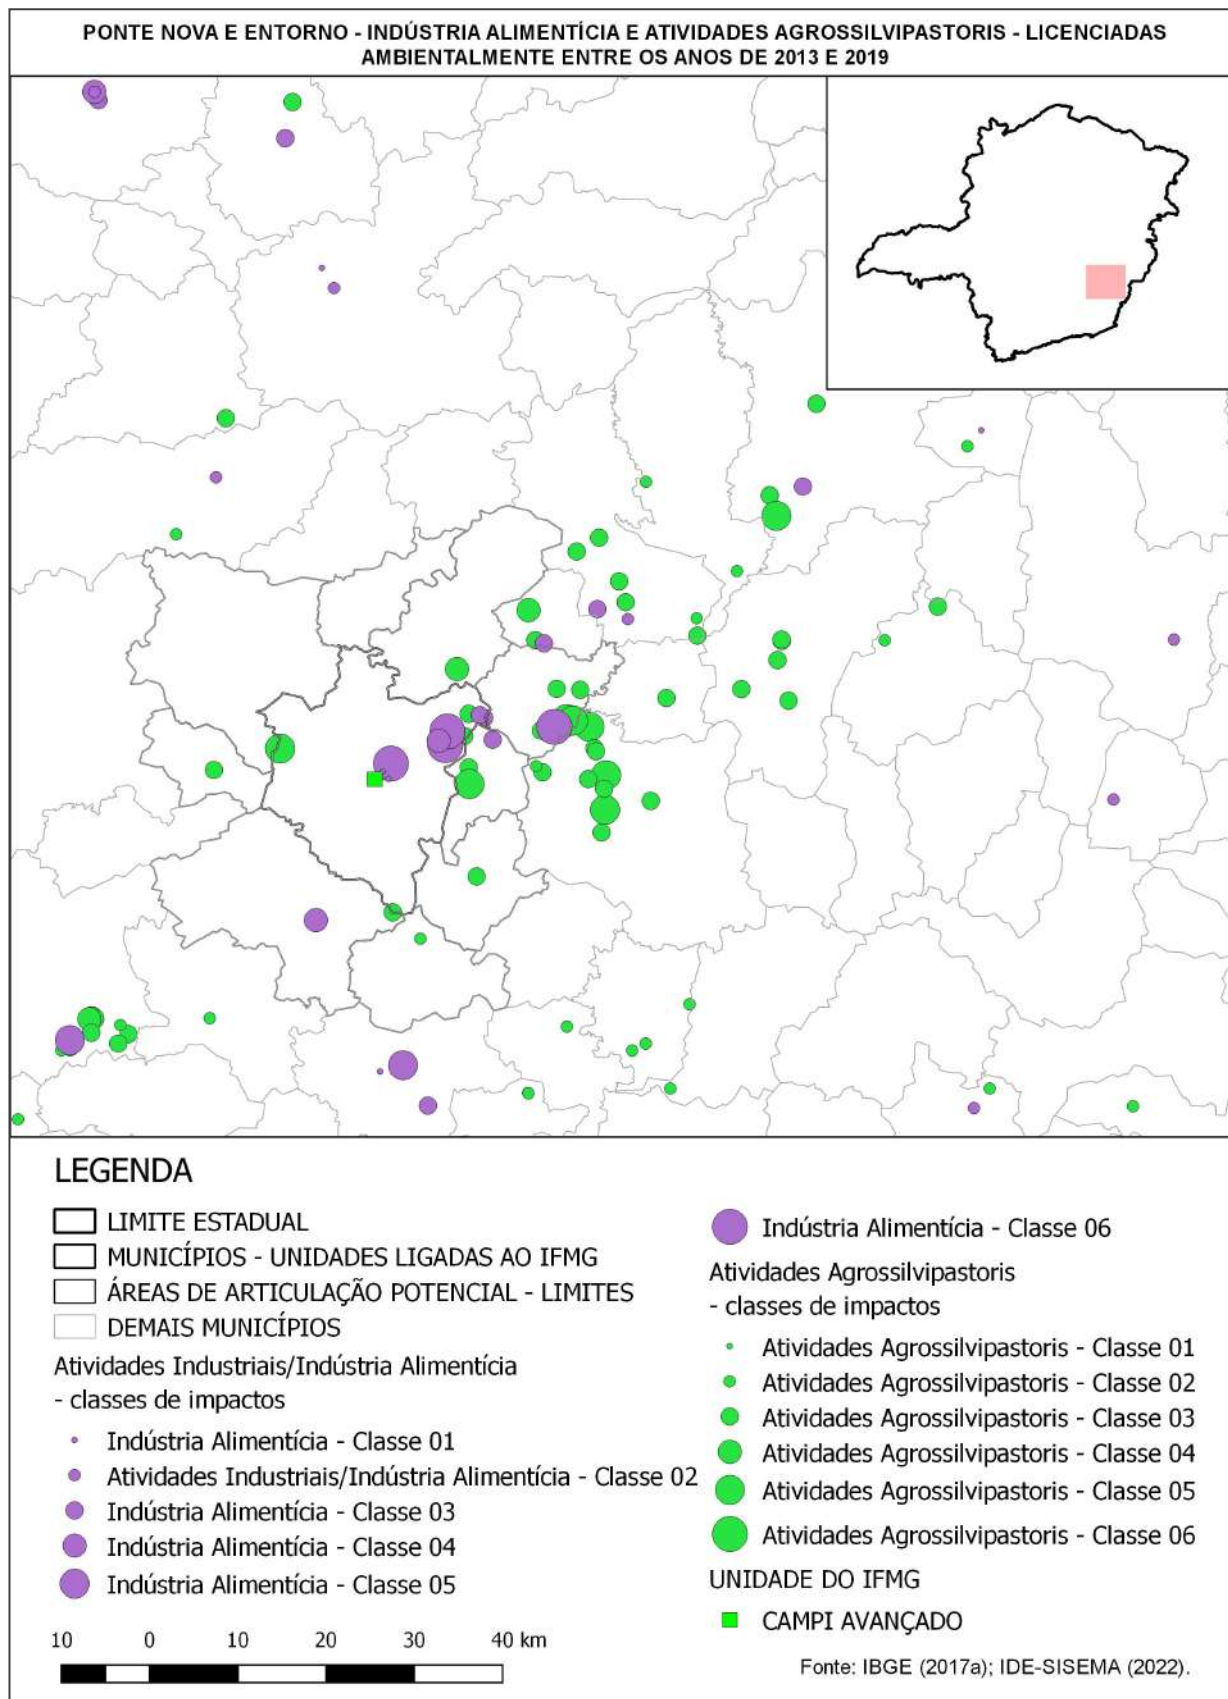 PONTE NOVA E ENTORNO - INDÚSTRIA ALIMENTÍCIA E ATIVIDADES AGROSSILVIPASTORIS - LICENCIADAS
AMBIENTALMENTE ENTRE OS ANOS DE 2013 E 2019
LEGENDA
LIMITE ESTADUAL
MUNICÍPIOS - UNIDADES LIGADAS AO IFMG
ÁREAS DE ARTICULAÇÃO POTENCIAL - LIMITES
DEMAIS MUNICÍPIOS
Atividades Industriais/Indústria Alimentícia
- classes de impactos
Indústria Alimentícia - Classe 01
Atividades Industriais/Indústria Alimentícia - Classe 02
Indústria Alimentícia - Classe 03
Indústria Alimentícia - Classe 04
Indústria Alimentícia - Classe 05
Indústria Alimentícia - Classe 06
Atividades Agrossilvipastoris
- classes de impactos
Atividades Agrossilvipastoris - Classe 01
Atividades Agrossilvipastoris - Classe 02
Atividades Agrossilvipastoris - Classe 03
Atividades Agrossilvipastoris - Classe 04
Atividades Agrossilvipastoris - Classe 05
Atividades Agrossilvipastoris - Classe 06
UNIDADE DO IFMG
CAMPI AVANÇADO
10 0 10 20 30 40 km
Fonte: IBGE (2017a); IDE-SISEMA (2022).